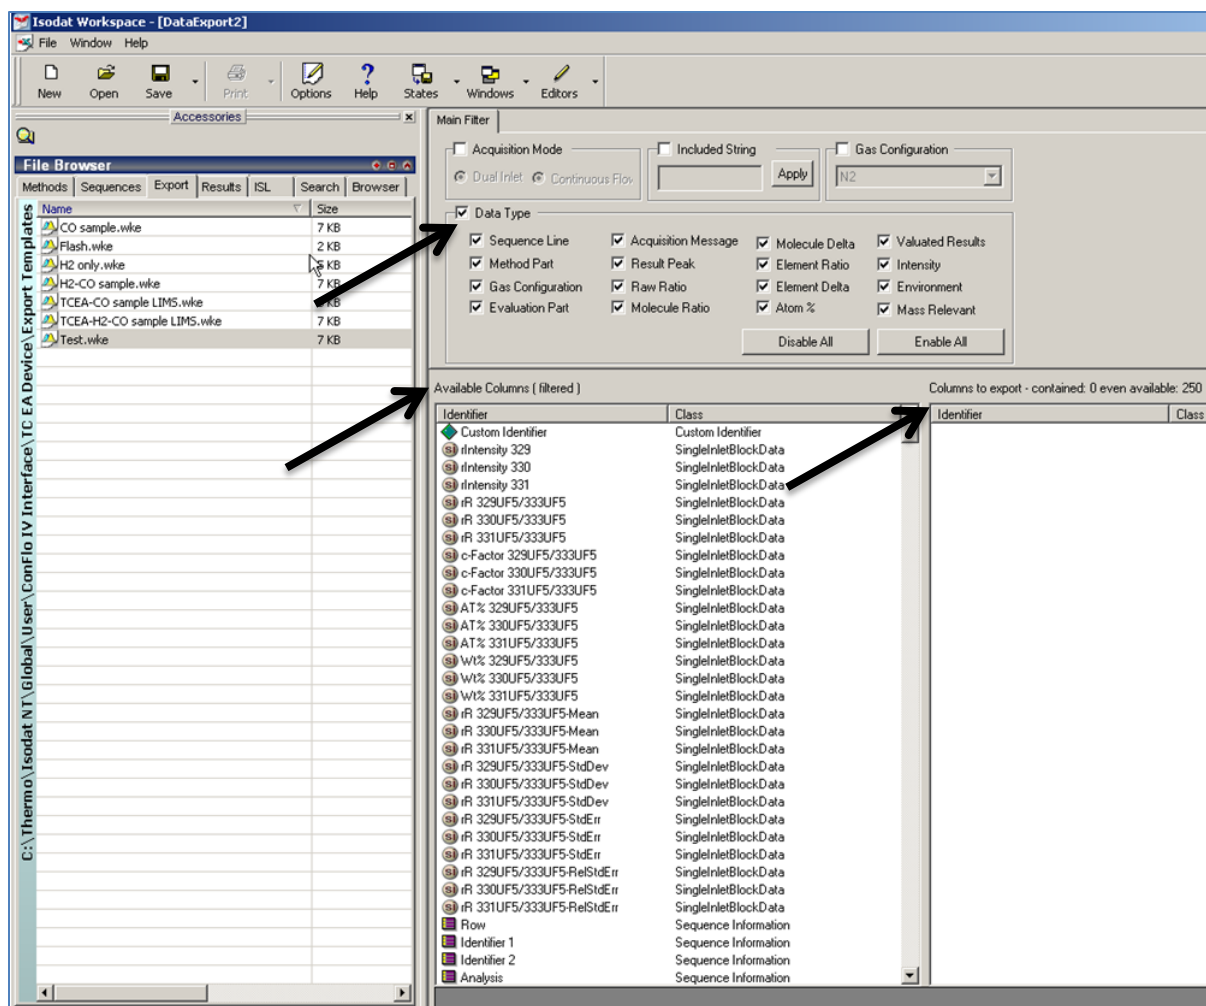 Isodat Workspace - [DataExport2]
File Window Help
New Open Save Print Options Help States Windows Editors
Accessories
File Browser
Methods Sequences Export Results ISL Search Browser
C:\Thermo\Isodat NT\Global\User\ConFlo IV Interface\TC EA Device\Export Templates
Name Size
CO sample.wke 7 KB
Flash.wke 2 KB
H2 only.wke KB
H2-CO sample.wke 7 KB
TCEA-CO sample LIMS.wke KB
TCEA-H2-CO sample LIMS.wke 7 KB
Test.wke 7 KB
Main Filter
Acquisition Mode Included String Gas Configuration
Dual Inlet Continuous Flow Apply N2
Data Type
Sequence Line Acquisition Message Molecule Delta Valuated Results
Method Part Result Peak Element Ratio Intensity
Gas Configuration Raw Ratio Element Delta Environment
Evaluation Part Molecule Ratio Atom % Mass Relevant
Disable All Enable All
Available Columns ( filtered ) Columns to export - contained: 0 even available: 250
Identifier Class Identifier Class
Custom Identifier Custom Identifier
rIntensity 329 SingleInletBlockData
rIntensity 330 SingleInletBlockData
rIntensity 331 SingleInletBlockData
rR 329UF5/333UF5 SingleInletBlockData
rR 330UF5/333UF5 SingleInletBlockData
rR 331UF5/333UF5 SingleInletBlockData
c-Factor 329UF5/333UF5 SingleInletBlockData
c-Factor 330UF5/333UF5 SingleInletBlockData
c-Factor 331UF5/333UF5 SingleInletBlockData
AT% 329UF5/333UF5 SingleInletBlockData
AT% 330UF5/333UF5 SingleInletBlockData
AT% 331UF5/333UF5 SingleInletBlockData
Wt% 329UF5/333UF5 SingleInletBlockData
Wt% 330UF5/333UF5 SingleInletBlockData
Wt% 331UF5/333UF5 SingleInletBlockData
rR 329UF5/333UF5-Mean SingleInletBlockData
rR 330UF5/333UF5-Mean SingleInletBlockData
rR 331UF5/333UF5-Mean SingleInletBlockData
rR 329UF5/333UF5-StdDev SingleInletBlockData
rR 330UF5/333UF5-StdDev SingleInletBlockData
rR 331UF5/333UF5-StdDev SingleInletBlockData
rR 329UF5/333UF5-StdErr SingleInletBlockData
rR 330UF5/333UF5-StdErr SingleInletBlockData
rR 331UF5/333UF5-StdErr SingleInletBlockData
rR 329UF5/333UF5-RelStdErr SingleInletBlockData
rR 330UF5/333UF5-RelStdErr SingleInletBlockData
rR 331UF5/333UF5-RelStdErr SingleInletBlockData
Row Sequence Information
Identifier 1 Sequence Information
Identifier 2 Sequence Information
Analysis Sequence Information